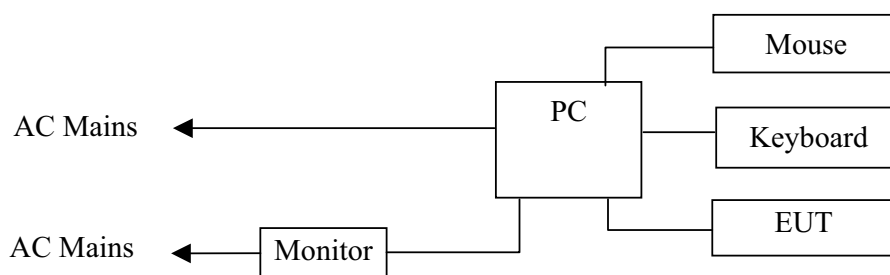 Mouse
PC
AC Mains
Keyboard
EUT
AC Mains
Monitor